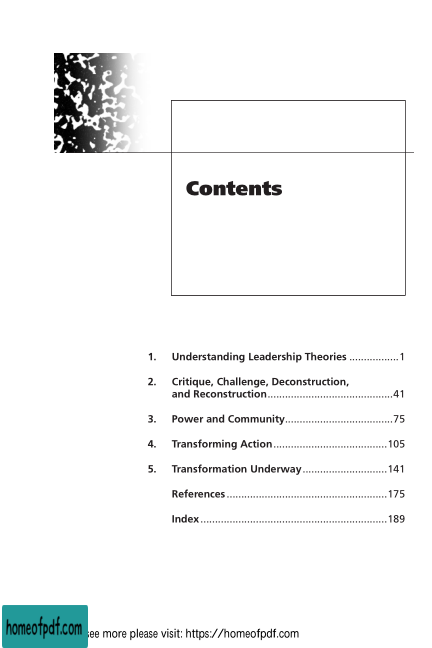 Contents
1. Understanding Leadership Theories .................1
2. Critique, Challenge, Deconstruction,
and Reconstruction...........................................41
3. Power and Community.....................................75
4. Transforming Action.......................................105
5. Transformation Underway.............................141
References.......................................................175
Index................................................................189
homeofpdf.com see more please visit: https://homeofpdf.com